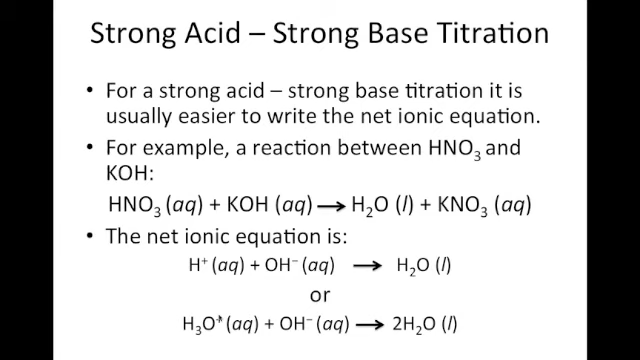 Strong Acid – Strong Base Titration
• For a strong acid – strong base titration it is
usually easier to write the net ionic equation.
• For example, a reaction between HNO₃ and
KOH:
HNO₃ (aq) + KOH (aq) ⟶ H₂O (l) + KNO₃ (aq)
• The net ionic equation is:
H⁺ (aq) + OH⁻ (aq) ⟶ H₂O (l)
or
H₃O⁺ (aq) + OH⁻ (aq) ⟶ 2H₂O (l)